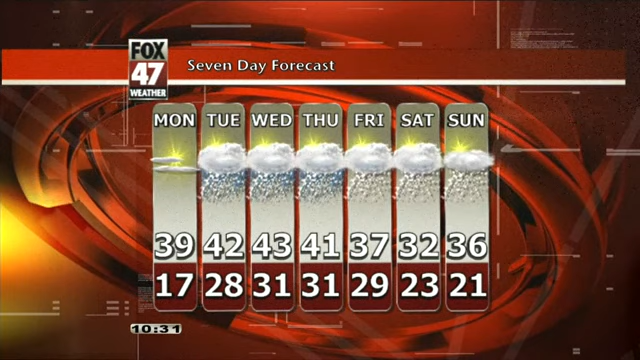 FOX
47
WEATHER
Seven Day Forecast
MON TUE WED THU FRI SAT SUN
39 42 43 41 37 32 36
17 28 31 31 29 23 21
10:31